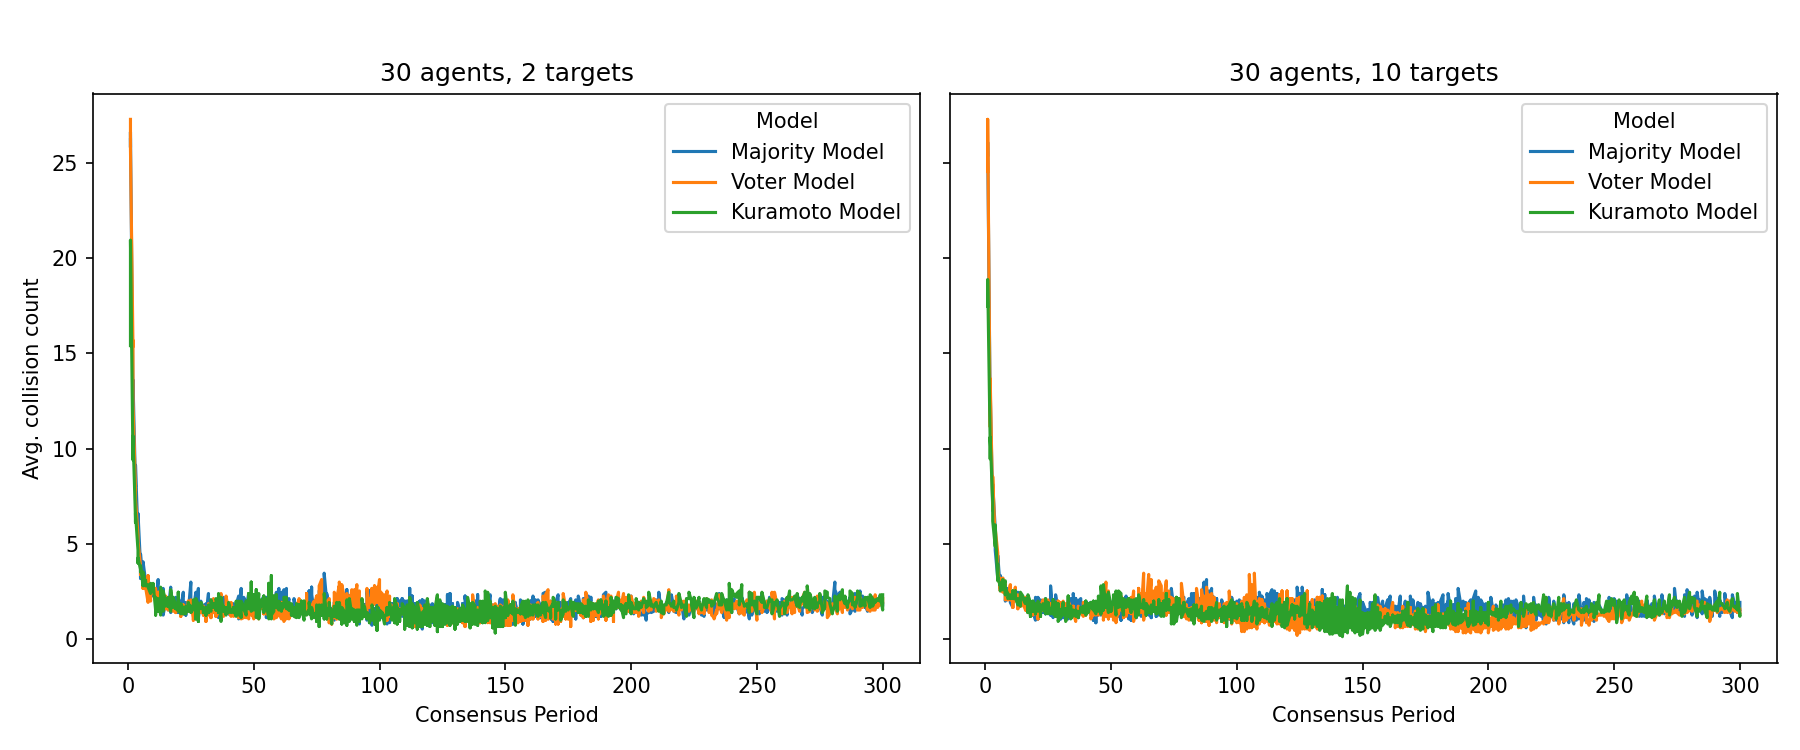 30 agents, 2 targets
Avg. collision count
25
20
15
10
5
0
Model
Majority Model
Voter Model
Kuramoto Model
0 50 100 150 200 250 300
Consensus Period
30 agents, 10 targets
Model
Majority Model
Voter Model
Kuramoto Model
0 50 100 150 200 250 300
Consensus Period